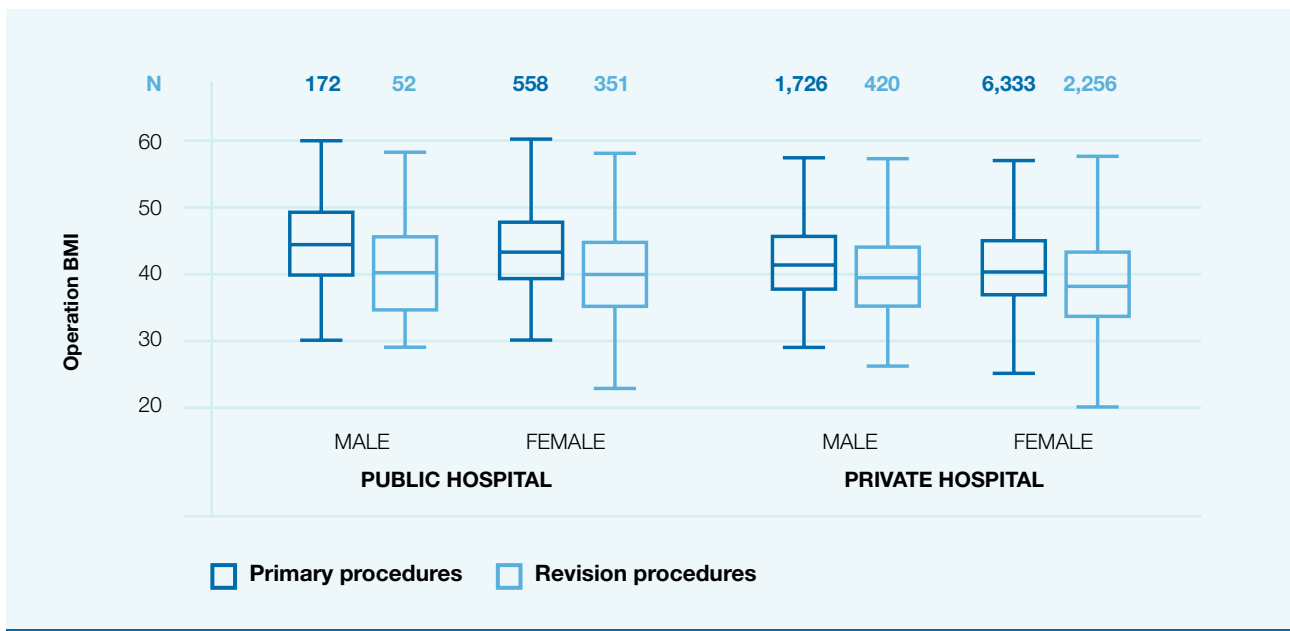 N 172 52 558 351 1,726 420 6,333 2,256
60
50
40
30
20
Operation BMI
MALE FEMALE MALE FEMALE
PUBLIC HOSPITAL PRIVATE HOSPITAL
Primary procedures Revision procedures